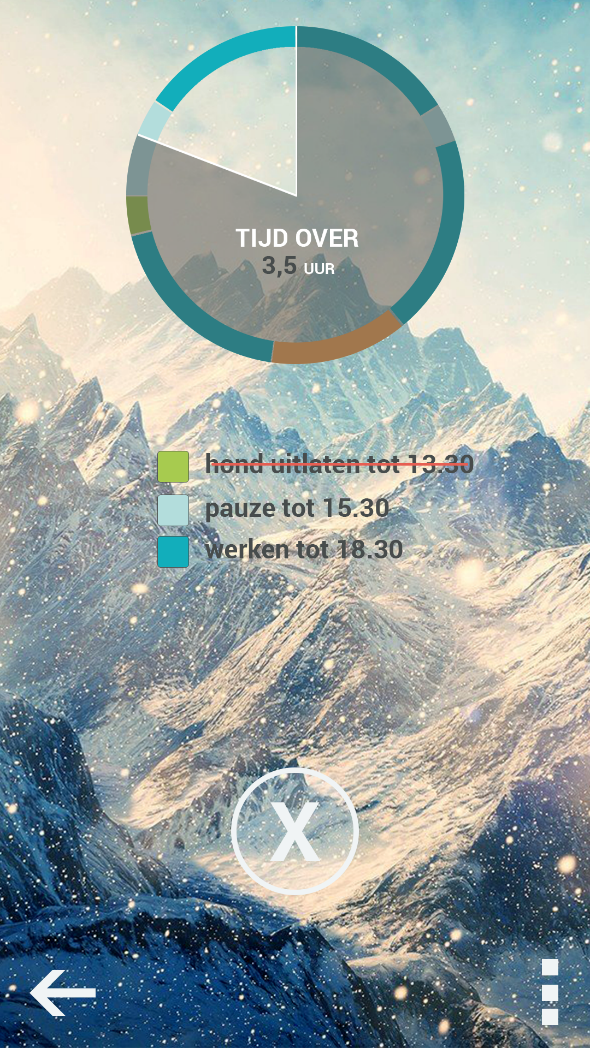 TIJD OVER
3,5 UUR
hond uitlaten tot 13.30
pauze tot 15.30
werken tot 18.30
X